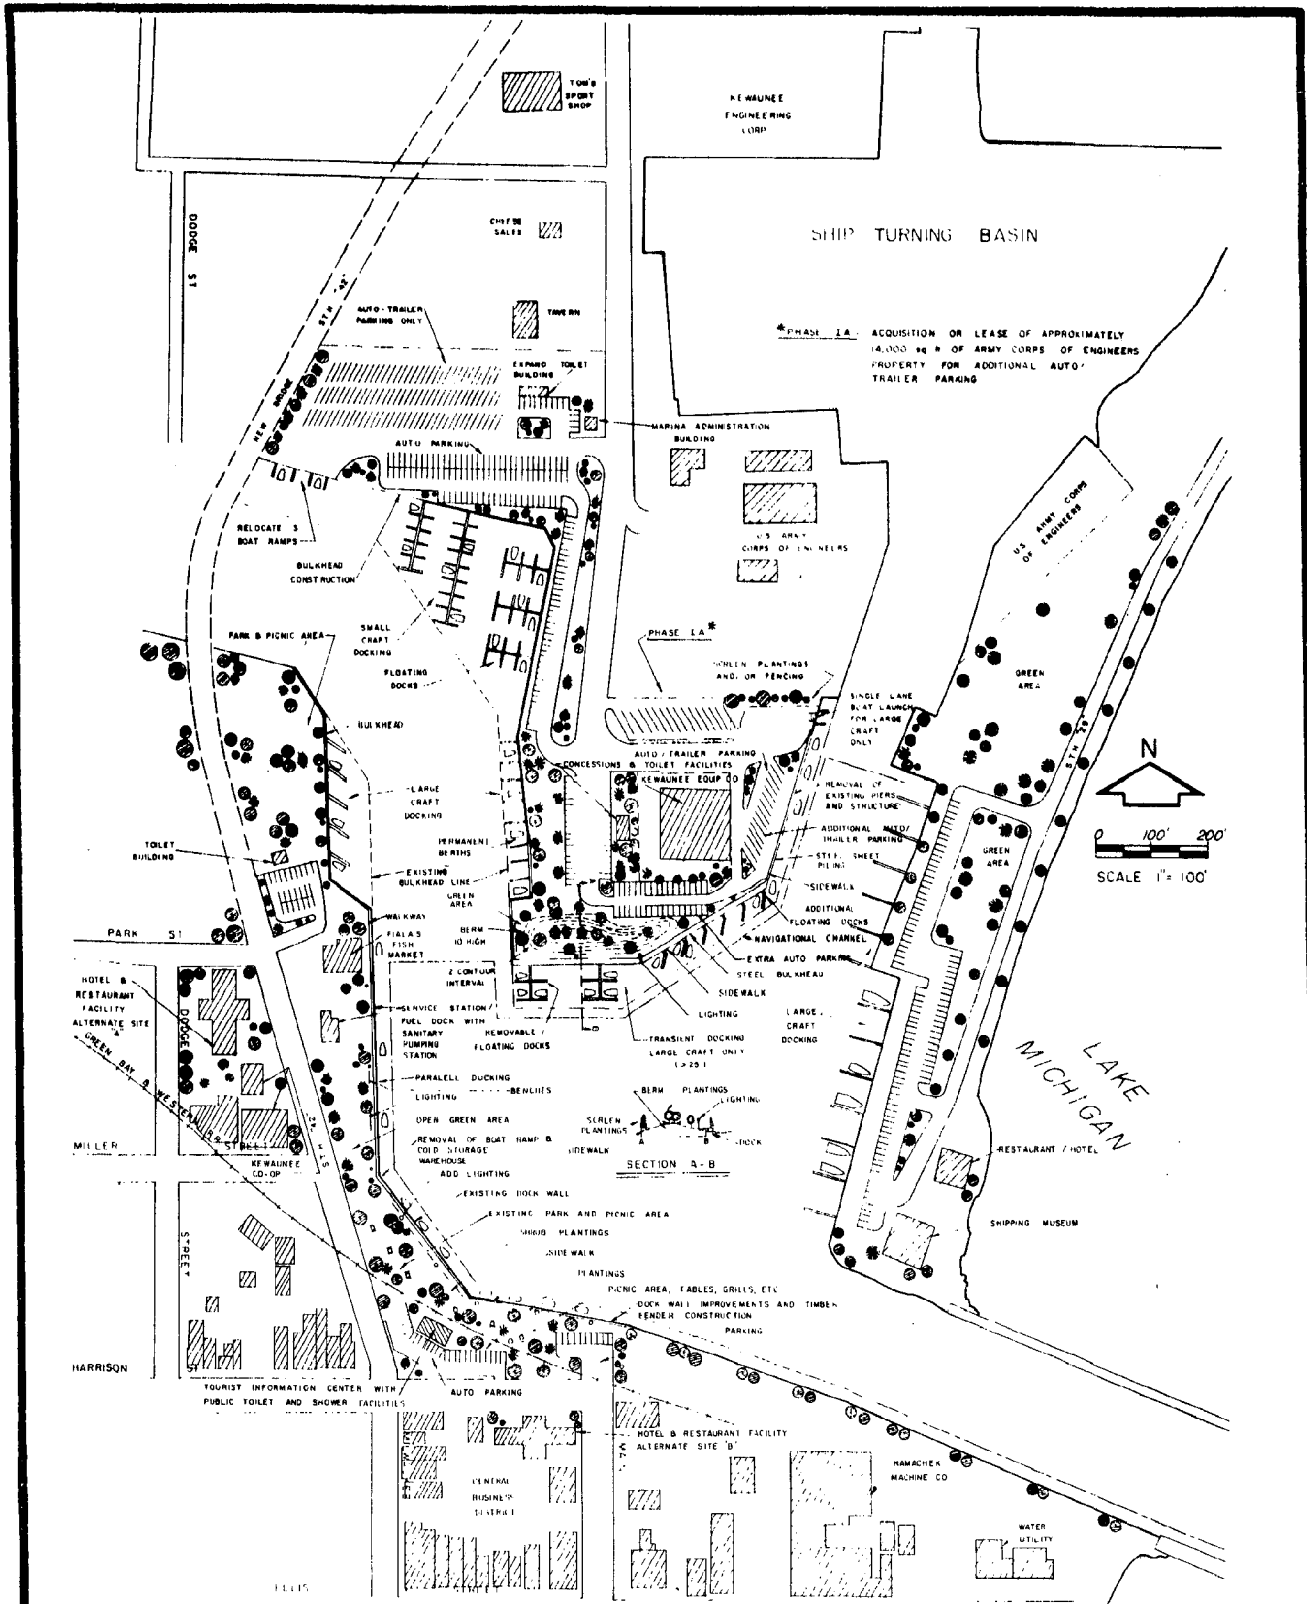 TOM'S
SPORT
SHOP
KEWAUNEE
ENGINEERING
CORP
DODGE ST
CHEESE
SALES
SHIP TURNING BASIN
STH "42"
NEW BRIDGE
AUTO-TRAILER
PARKING ONLY
TAVERN
*PHASE IA: ACQUISITION OR LEASE OF APPROXIMATELY
14,000 sq ft OF ARMY CORPS OF ENGINEERS
PROPERTY FOR ADDITIONAL AUTO/
TRAILER PARKING
EXPAND TOILET
BUILDING
MARINA ADMINISTRATION
BUILDING
AUTO PARKING
U.S. ARMY CORPS
OF ENGINEERS
RELOCATE 3
BOAT RAMPS
U.S. ARMY
CORPS OF ENGINEERS
BULKHEAD
CONSTRUCTION
SMALL
CRAFT
DOCKING
PARK & PICNIC AREA
PHASE IA*
FLOATING
DOCKS
SCREEN PLANTINGS
AND/OR FENCING
GREEN
AREA
SINGLE LANE
BOAT LAUNCH
FOR LARGE
CRAFT
ONLY
BULKHEAD
STH "29"
N
AUTO/TRAILER PARKING
CONCESSIONS & TOILET FACILITIES
KEWAUNEE EQUIP CO
LARGE
CRAFT
DOCKING
REMOVAL OF
EXISTING PIERS
AND STRUCTURE
0 100' 200'
SCALE 1"= 100'
PERMANENT
BERTHS
ADDITIONAL AUTO/
TRAILER PARKING
TOILET
BUILDING
GREEN
AREA
STEEL SHEET
PILING
EXISTING
BULKHEAD LINE
SIDEWALK
GREEN
AREA
ADDITIONAL
FLOATING DOCKS
WALKWAY
PARK ST
BERM
10 HIGH
NAVIGATIONAL CHANNEL
FIALA'S
FISH
MARKET
EXTRA AUTO PARKING
2' CONTOUR
INTERVAL
STEEL BULKHEAD
HOTEL &
RESTAURANT
FACILITY
ALTERNATE SITE
SIDEWALK
DODGE
SERVICE STATION/
FUEL DOCK WITH
SANITARY
PUMPING
STATION
LIGHTING
LARGE
CRAFT
DOCKING
REMOVABLE/
FLOATING DOCKS
TRANSIENT DOCKING
LARGE CRAFT ONLY
(>25')
GREEN BAY & WESTERN R.R.
LAKE
MICHIGAN
PARALELL DOCKING
LIGHTING
BENCHES
BERM PLANTINGS
LIGHTING
OPEN GREEN AREA
SCREEN
PLANTINGS
A B
DOCK
STH "42"
MILLER STREET
REMOVAL OF BOAT RAMP &
COLD STORAGE
WAREHOUSE
SIDEWALK
KEWAUNEE
CO-OP
SECTION A-B
RESTAURANT / HOTEL
ADD LIGHTING
EXISTING DOCK WALL
EXISTING PARK AND PICNIC AREA
SHIPPING MUSEUM
SHRUB PLANTINGS
STREET
SIDEWALK
PLANTINGS
PICNIC AREA, TABLES, GRILLS, ETC
DOCK WALL IMPROVEMENTS AND TIMBER
FENDER CONSTRUCTION
PARKING
HARRISON ST
TOURIST INFORMATION CENTER WITH
PUBLIC TOILET AND SHOWER FACILITIES
AUTO PARKING
HOTEL & RESTAURANT FACILITY
ALTERNATE SITE 'B'
HAMACHEK
MACHINE CO
CENTRAL
BUSINESS
DISTRICT
WATER
UTILITY
ELLIS